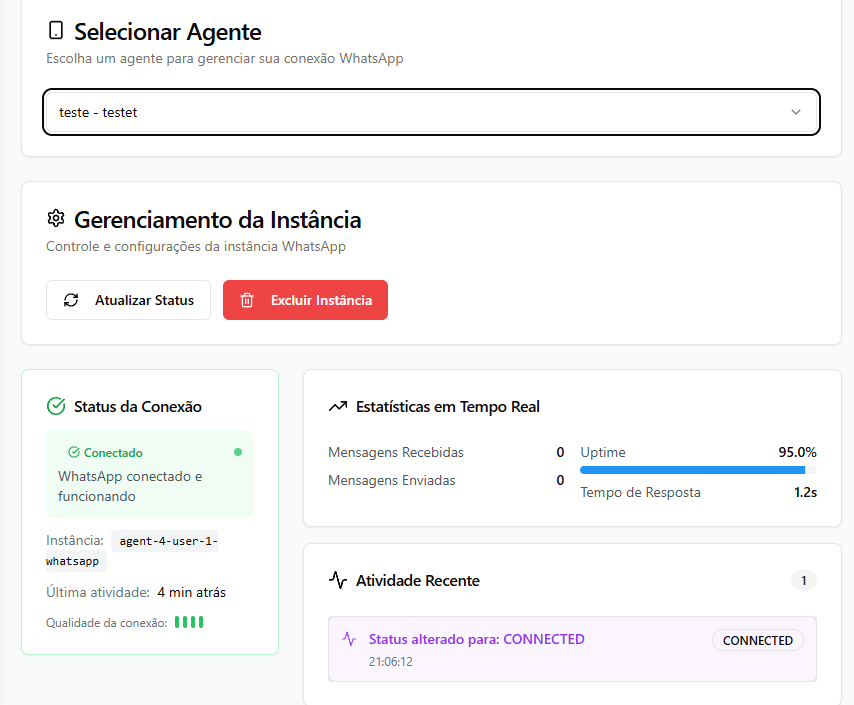 Selecionar Agente
Escolha um agente para gerenciar sua conexão WhatsApp
teste - testet
Gerenciamento da Instância
Controle e configurações da instância WhatsApp
Atualizar Status
Excluir Instância
Status da Conexão
Conectado
WhatsApp conectado e
funcionando
Instância: agent-4-user-1-
whatsapp
Última atividade: 4 min atrás
Qualidade da conexão:
Estatísticas em Tempo Real
Mensagens Recebidas 0
Mensagens Enviadas 0
Uptime 95.0%
Tempo de Resposta 1.2s
Atividade Recente 1
Status alterado para: CONNECTED
21:06:12
CONNECTED